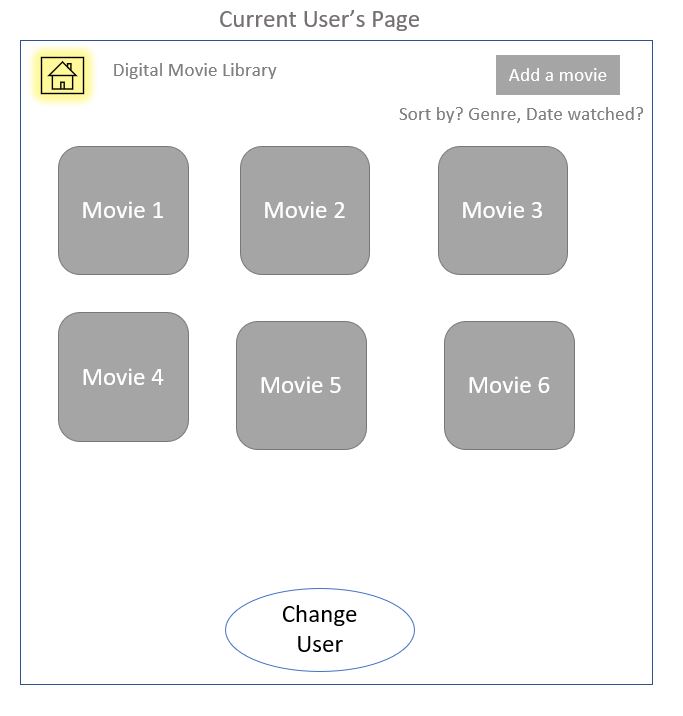 Current User’s Page
Digital Movie Library
Add a movie
Sort by? Genre, Date watched?
Movie 1
Movie 2
Movie 3
Movie 4
Movie 5
Movie 6
Change
User